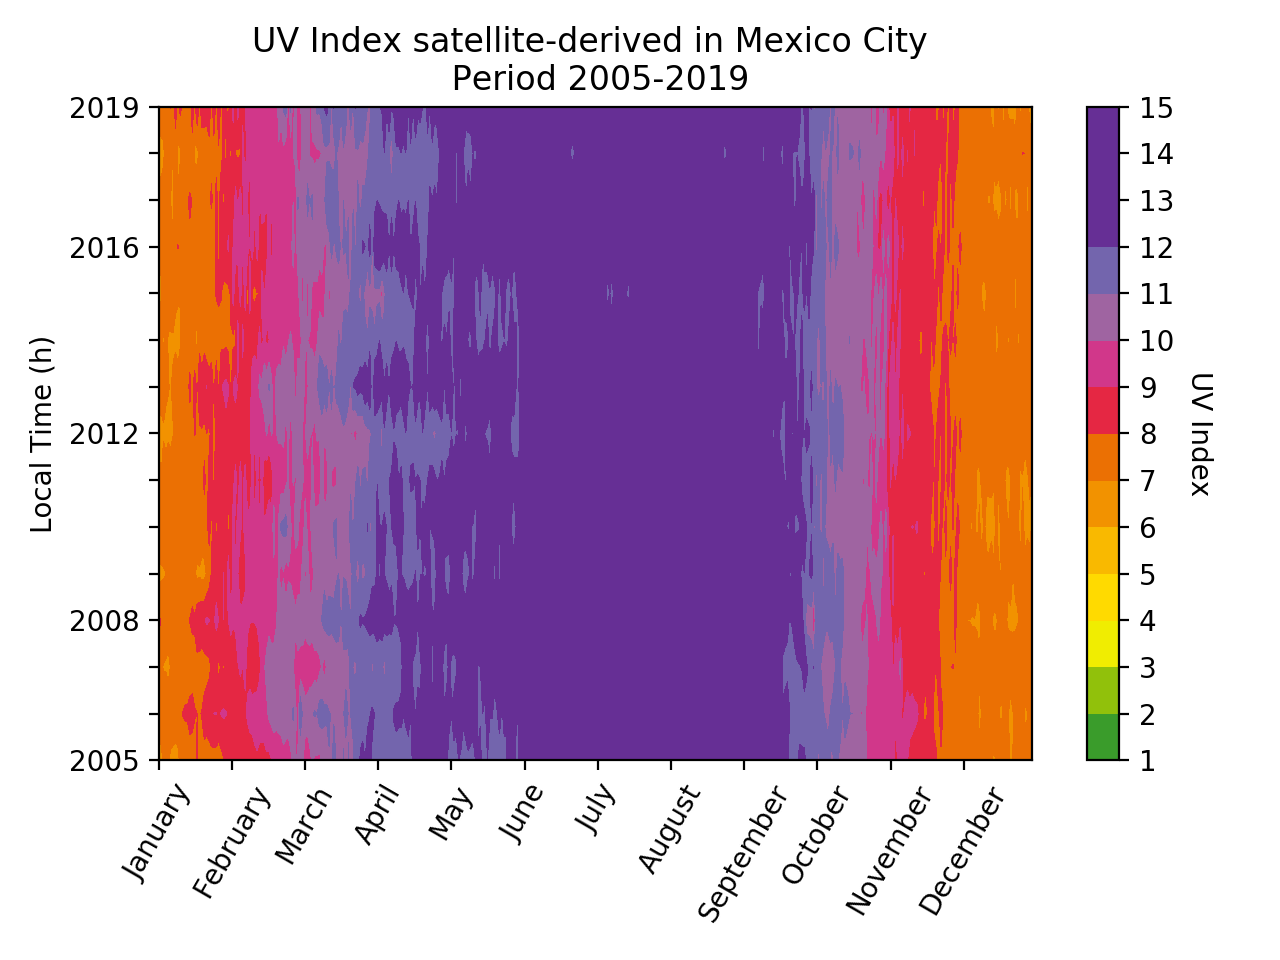 UV Index satellite-derived in Mexico City
Period 2005-2019
Local Time (h)
2019
2016
2012
2008
2005
January
February
March
April
May
June
July
August
September
October
November
December
15
14
13
12
11
10
9
8
7
6
5
4
3
2
1
UV Index